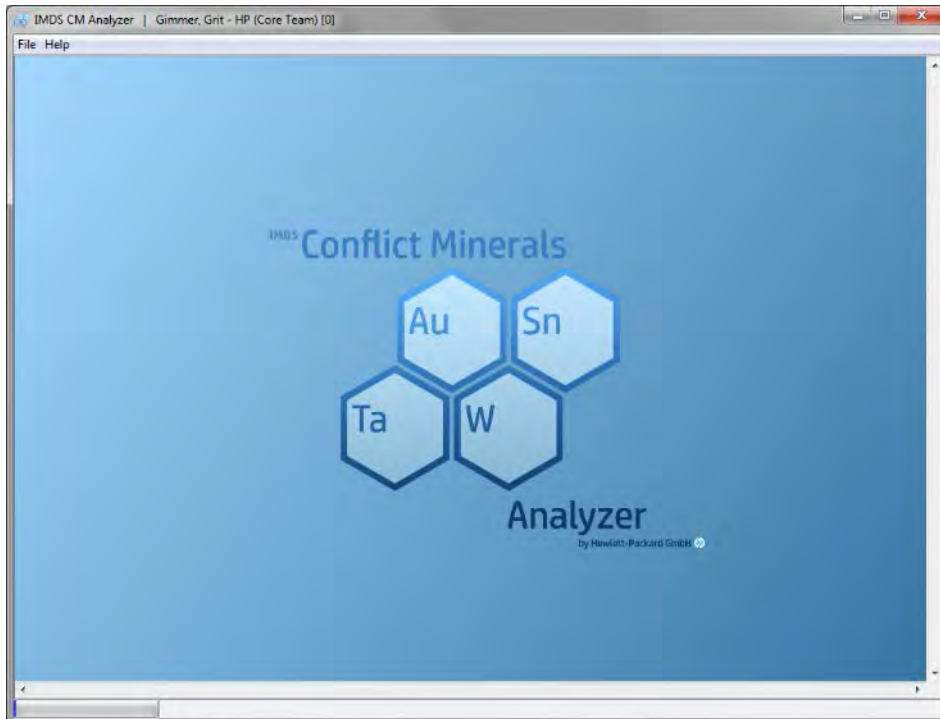 IMDS CM Analyzer | Gimmer, Grit - HP (Core Team) [0]
File Help
IMDS Conflict Minerals
Au Sn
Ta W
Analyzer
by Hewlett-Packard GmbH